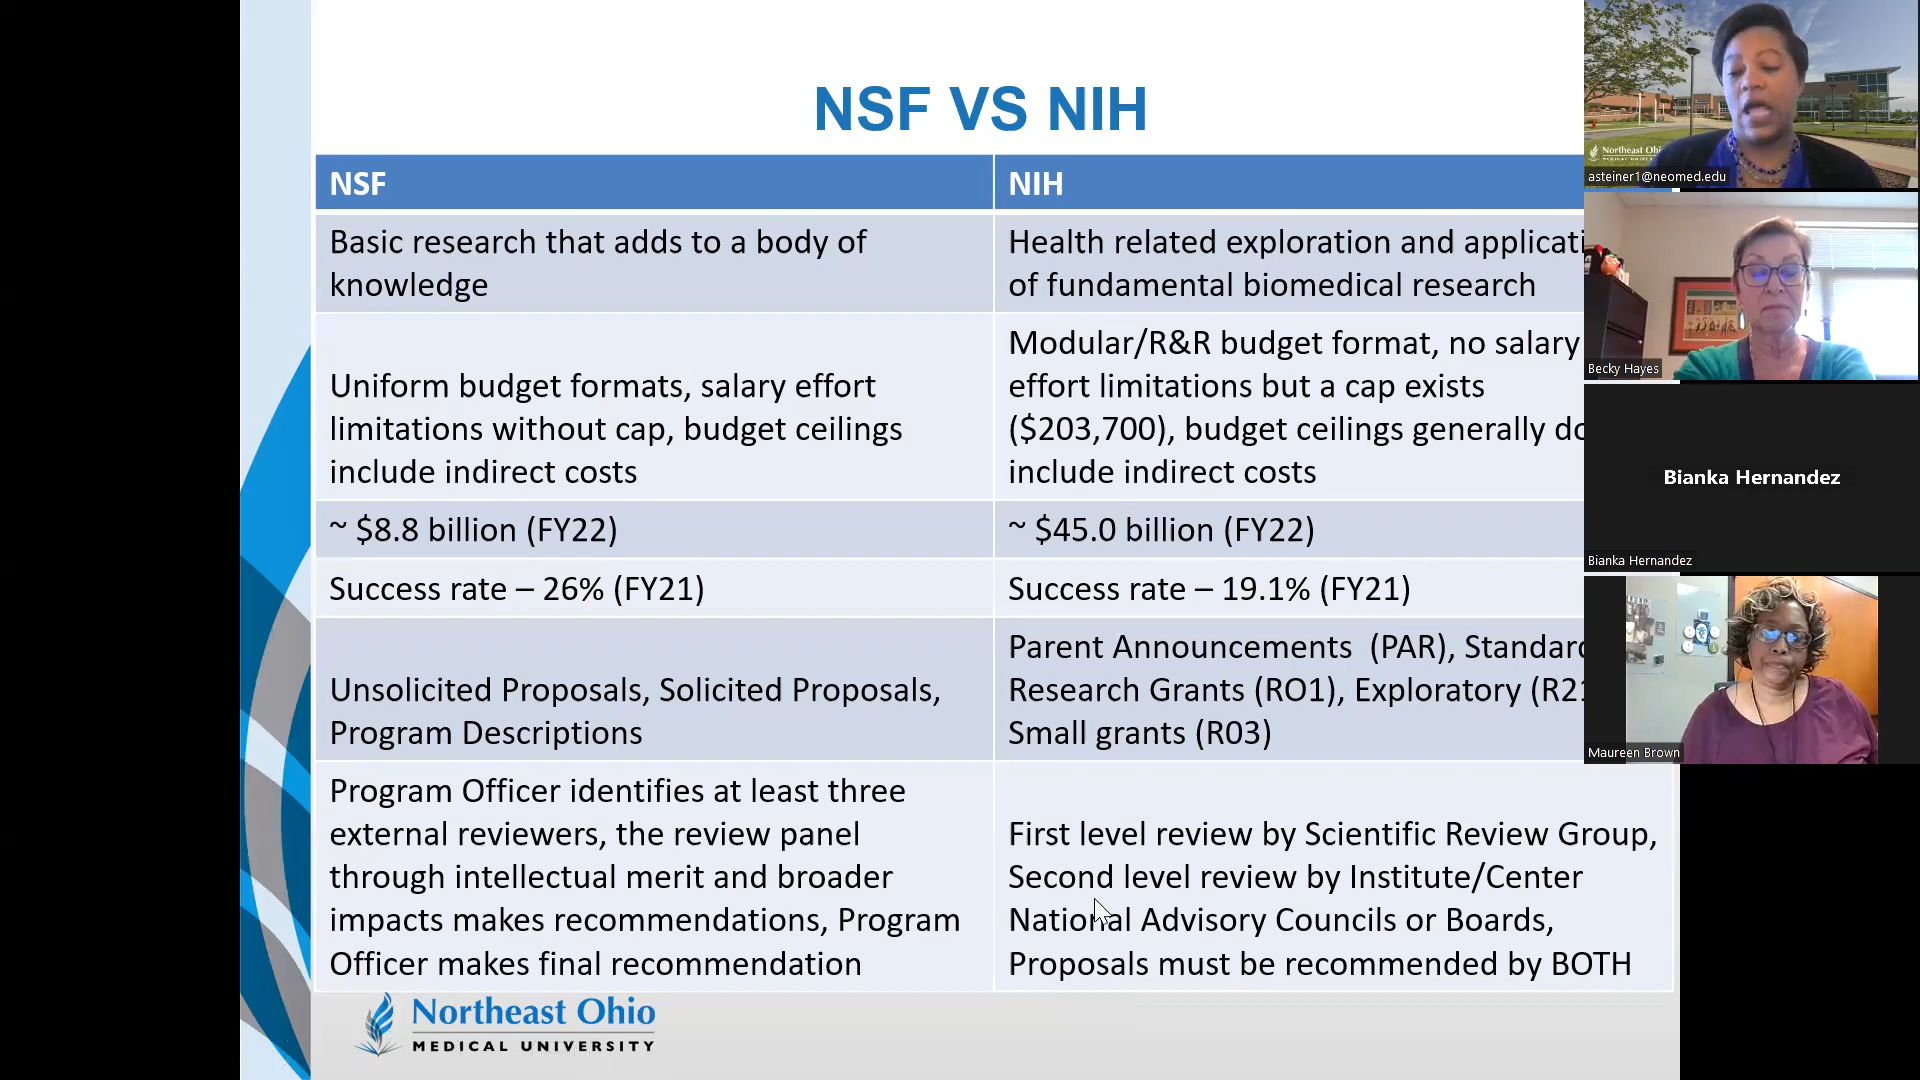 NSF VS NIH
NSF
NIH
Basic research that adds to a body of
knowledge
Health related exploration and applicati
of fundamental biomedical research
Uniform budget formats, salary effort
limitations without cap, budget ceilings
include indirect costs
Modular/R&R budget format, no salary
effort limitations but a cap exists
($203,700), budget ceilings generally do
include indirect costs
~ $8.8 billion (FY22)
~ $45.0 billion (FY22)
Success rate – 26% (FY21)
Success rate – 19.1% (FY21)
Unsolicited Proposals, Solicited Proposals,
Program Descriptions
Parent Announcements  (PAR), Standard
Research Grants (RO1), Exploratory (R21
Small grants (R03)
Program Officer identifies at least three
external reviewers, the review panel
through intellectual merit and broader
impacts makes recommendations, Program
Officer makes final recommendation
First level review by Scientific Review Group,
Second level review by Institute/Center
National Advisory Councils or Boards,
Proposals must be recommended by BOTH
Northeast Ohio
MEDICAL UNIVERSITY
Northeast Ohi
asteiner1@neomed.edu
Becky Hayes
Bianka Hernandez
Bianka Hernandez
Maureen Brown